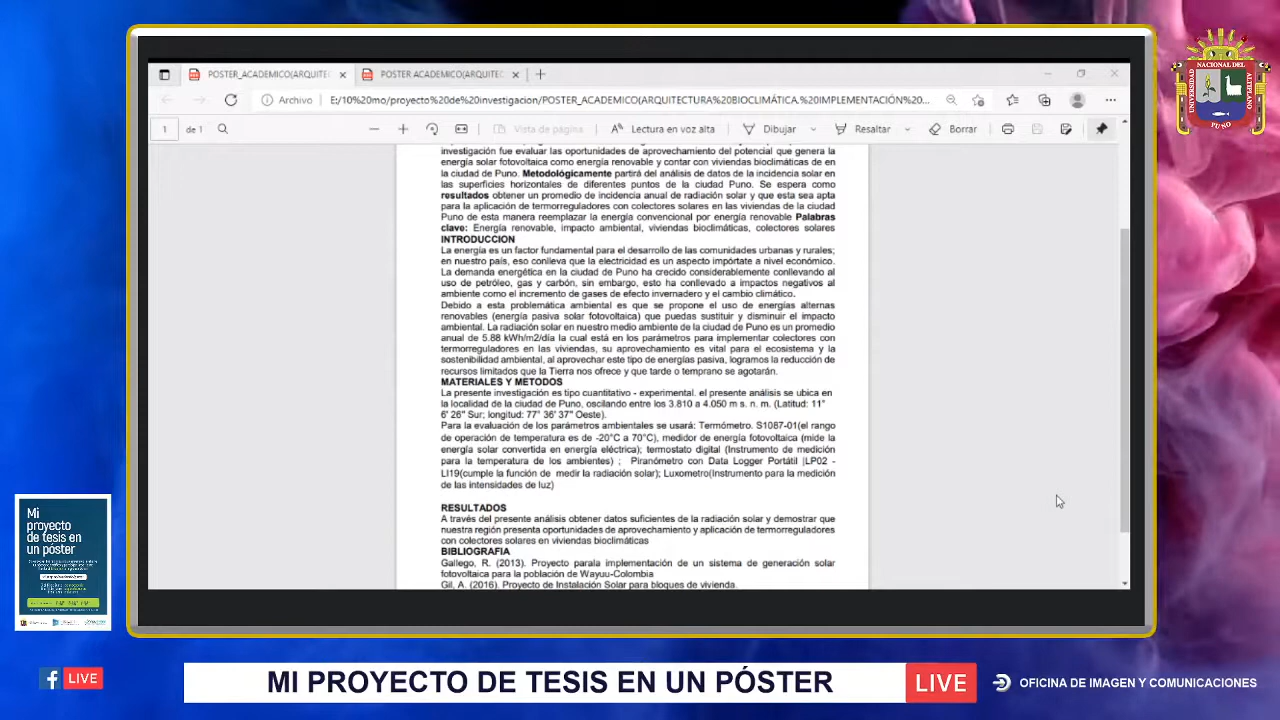 POSTER_ACADEMICO(ARQUITEC
POSTER ACADEMICO(ARQUITEC
Archivo
E:/10%20mo/proyecto%20de%20investigacion/POSTER_ACADEMICO(ARQUITECTURA%20BIOCLIMÁTICA.%20IMPLEMENTACIÓN%20...
1 de 1
Vista de página
Lectura en voz alta
Dibujar
Resaltar
Borrar
investigación fue evaluar las oportunidades de aprovechamiento del potencial que genera la
energía solar fotovoltaica como energía renovable y contar con viviendas bioclimáticas de en
la ciudad de Puno. Metodológicamente partirá del análisis de datos de la incidencia solar en
las superficies horizontales de diferentes puntos de la ciudad Puno. Se espera como
resultados obtener un promedio de incidencia anual de radiación solar y que esta sea apta
para la aplicación de termorreguladores con colectores solares en las viviendas de la ciudad
Puno de esta manera reemplazar la energía convencional por energía renovable Palabras
clave: Energía renovable, impacto ambiental, viviendas bioclimáticas, colectores solares
INTRODUCCION
La energía es un factor fundamental para el desarrollo de las comunidades urbanas y rurales;
en nuestro país, eso conlleva que la electricidad es un aspecto impórtate a nivel económico.
La demanda energética en la ciudad de Puno ha crecido considerablemente conllevando al
uso de petróleo, gas y carbón, sin embargo, esto ha conllevado a impactos negativos al
ambiente como el incremento de gases de efecto invernadero y el cambio climático.
Debido a esta problemática ambiental es que se propone el uso de energías alternas
renovables (energía pasiva solar fotovoltaica) que puedas sustituir y disminuir el impacto
ambiental. La radiación solar en nuestro medio ambiente de la ciudad de Puno es un promedio
anual de 5.88 kWh/m2/día la cual está en los parámetros para implementar colectores con
termorreguladores en las viviendas, su aprovechamiento es vital para el ecosistema y la
sostenibilidad ambiental, al aprovechar este tipo de energías pasiva, logramos la reducción de
recursos limitados que la Tierra nos ofrece y que tarde o temprano se agotarán.
MATERIALES Y METODOS
La presente investigación es tipo cuantitativo - experimental. el presente análisis se ubica en
la localidad de la ciudad de Puno, oscilando entre los 3.810 a 4.050 m s. n. m. (Latitud: 11°
6' 26" Sur; longitud: 77° 36' 37" Oeste).
Para la evaluación de los parámetros ambientales se usará: Termómetro. S1087-01(el rango
de operación de temperatura es de -20°C a 70°C), medidor de energía fotovoltaica (mide la
energía solar convertida en energía eléctrica); termostato digital (Instrumento de medición
para la temperatura de los ambientes) ; Piranómetro con Data Logger Portátil |LP02 -
LI19(cumple la función de medir la radiación solar); Luxometro(Instrumento para la medición
de las intensidades de luz)
RESULTADOS
A través del presente análisis obtener datos suficientes de la radiación solar y demostrar que
nuestra región presenta oportunidades de aprovechamiento y aplicación de termorreguladores
con colectores solares en viviendas bioclimáticas
BIBLIOGRAFIA
Gallego, R. (2013). Proyecto parala implementación de un sistema de generación solar
fotovoltaica para la población de Wayuu-Colombia
Gil, A. (2016). Proyecto de Instalación Solar para bloques de vivienda.
UNIVERSIDAD NACIONAL DEL ALTIPLANO
PUNO
Mi
proyecto
de tesis en
un póster
LIVE
MI PROYECTO DE TESIS EN UN PÓSTER
LIVE
OFICINA DE IMAGEN Y COMUNICACIONES